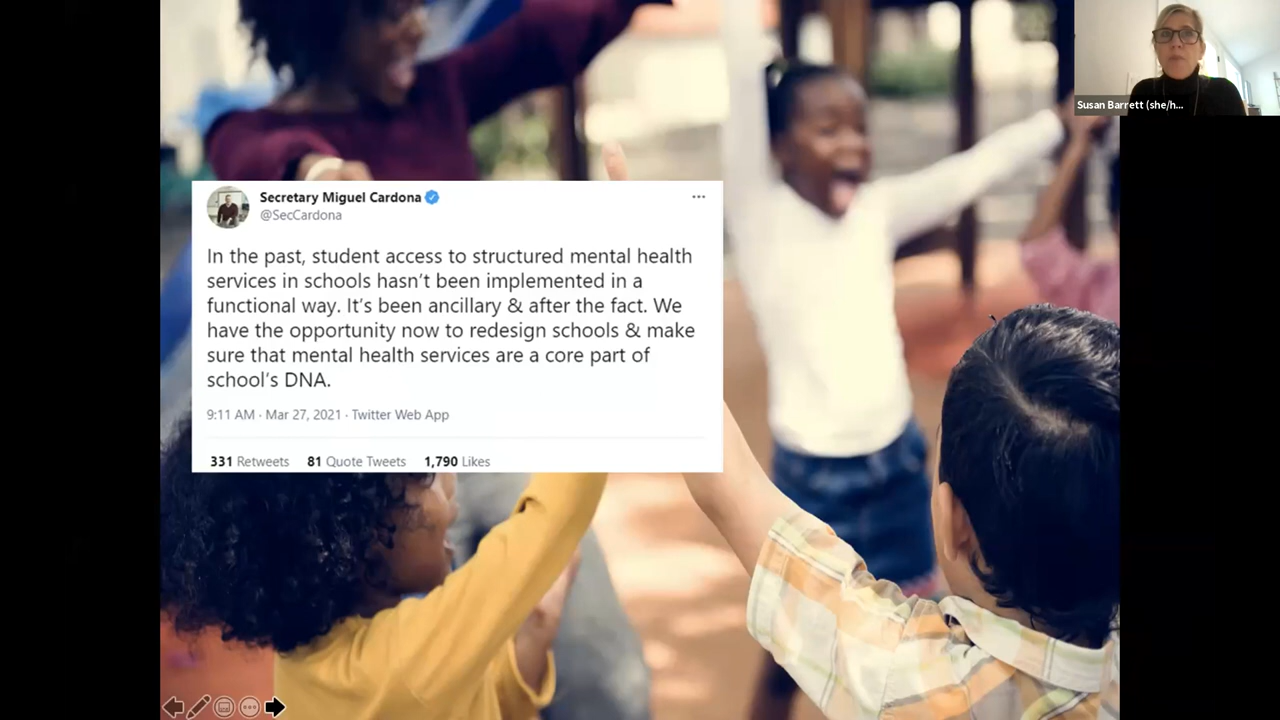 Susan Barrett (she/h...
Secretary Miguel Cardona
@SecCardona
In the past, student access to structured mental health
services in schools hasn't been implemented in a
functional way. It's been ancillary & after the fact. We
have the opportunity now to redesign schools & make
sure that mental health services are a core part of
school's DNA.
9:11 AM · Mar 27, 2021 · Twitter Web App
331 Retweets 81 Quote Tweets 1,790 Likes